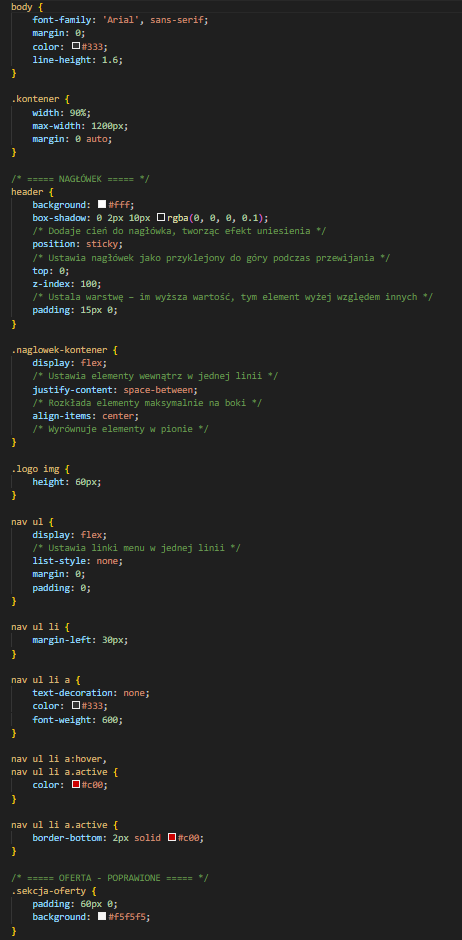 body {
    font-family: 'Arial', sans-serif;
    margin: 0;
    color: #333;
    line-height: 1.6;
}

.kontener {
    width: 90%;
    max-width: 1200px;
    margin: 0 auto;
}

/* ===== NAGŁÓWEK ===== */
header {
    background: #fff;
    box-shadow: 0 2px 10px rgba(0, 0, 0, 0.1);
    /* Dodaje cień do nagłówka, tworząc efekt uniesienia */
    position: sticky;
    /* Ustawia nagłówek jako przyklejony do góry podczas przewijania */
    top: 0;
    z-index: 100;
    /* Ustala warstwę – im wyższa wartość, tym element wyżej względem innych */
    padding: 15px 0;
}

.naglowek-kontener {
    display: flex;
    /* Ustawia elementy wewnątrz w jednej linii */
    justify-content: space-between;
    /* Rozkłada elementy maksymalnie na boki */
    align-items: center;
    /* Wyrównuje elementy w pionie */
}

.logo img {
    height: 60px;
}

nav ul {
    display: flex;
    /* Ustawia linki menu w jednej linii */
    list-style: none;
    margin: 0;
    padding: 0;
}

nav ul li {
    margin-left: 30px;
}

nav ul li a {
    text-decoration: none;
    color: #333;
    font-weight: 600;
}

nav ul li a:hover,
nav ul li a.active {
    color: #c00;
}

nav ul li a.active {
    border-bottom: 2px solid #c00;
}

/* ===== OFERTA - POPRAWIONE ===== */
.sekcja-oferty {
    padding: 60px 0;
    background: #f5f5f5;
}